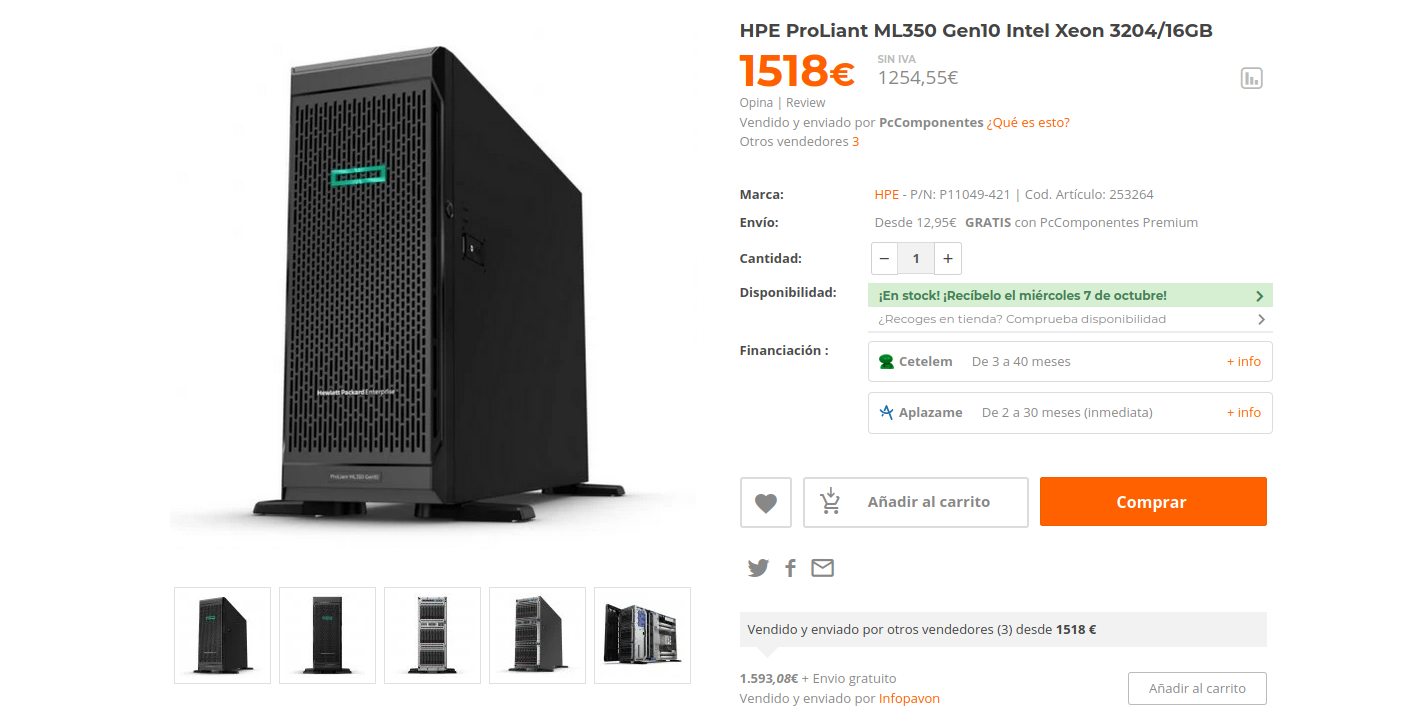 HPE ProLiant ML350 Gen10 Intel Xeon 3204/16GB
1518€
SIN IVA
1254,55€
Opina | Review
Vendido y enviado por PcComponentes ¿Qué es esto?
Otros vendedores 3
Marca: HPE - P/N: P11049-421 | Cod. Artículo: 253264
Envío: Desde 12,95€ GRATIS con PcComponentes Premium
Cantidad: − 1 +
Disponibilidad: ¡En stock! ¡Recíbelo el miércoles 7 de octubre!
¿Recoges en tienda? Comprueba disponibilidad
Financiación : Cetelem De 3 a 40 meses + info
Aplazame De 2 a 30 meses (inmediata) + info
Añadir al carrito
Comprar
Vendido y enviado por otros vendedores (3) desde 1518 €
1.593,08€ + Envio gratuito
Vendido y enviado por Infopavon
Añadir al carrito
Hewlett Packard Enterprise
ProLiant ML350 Gen10